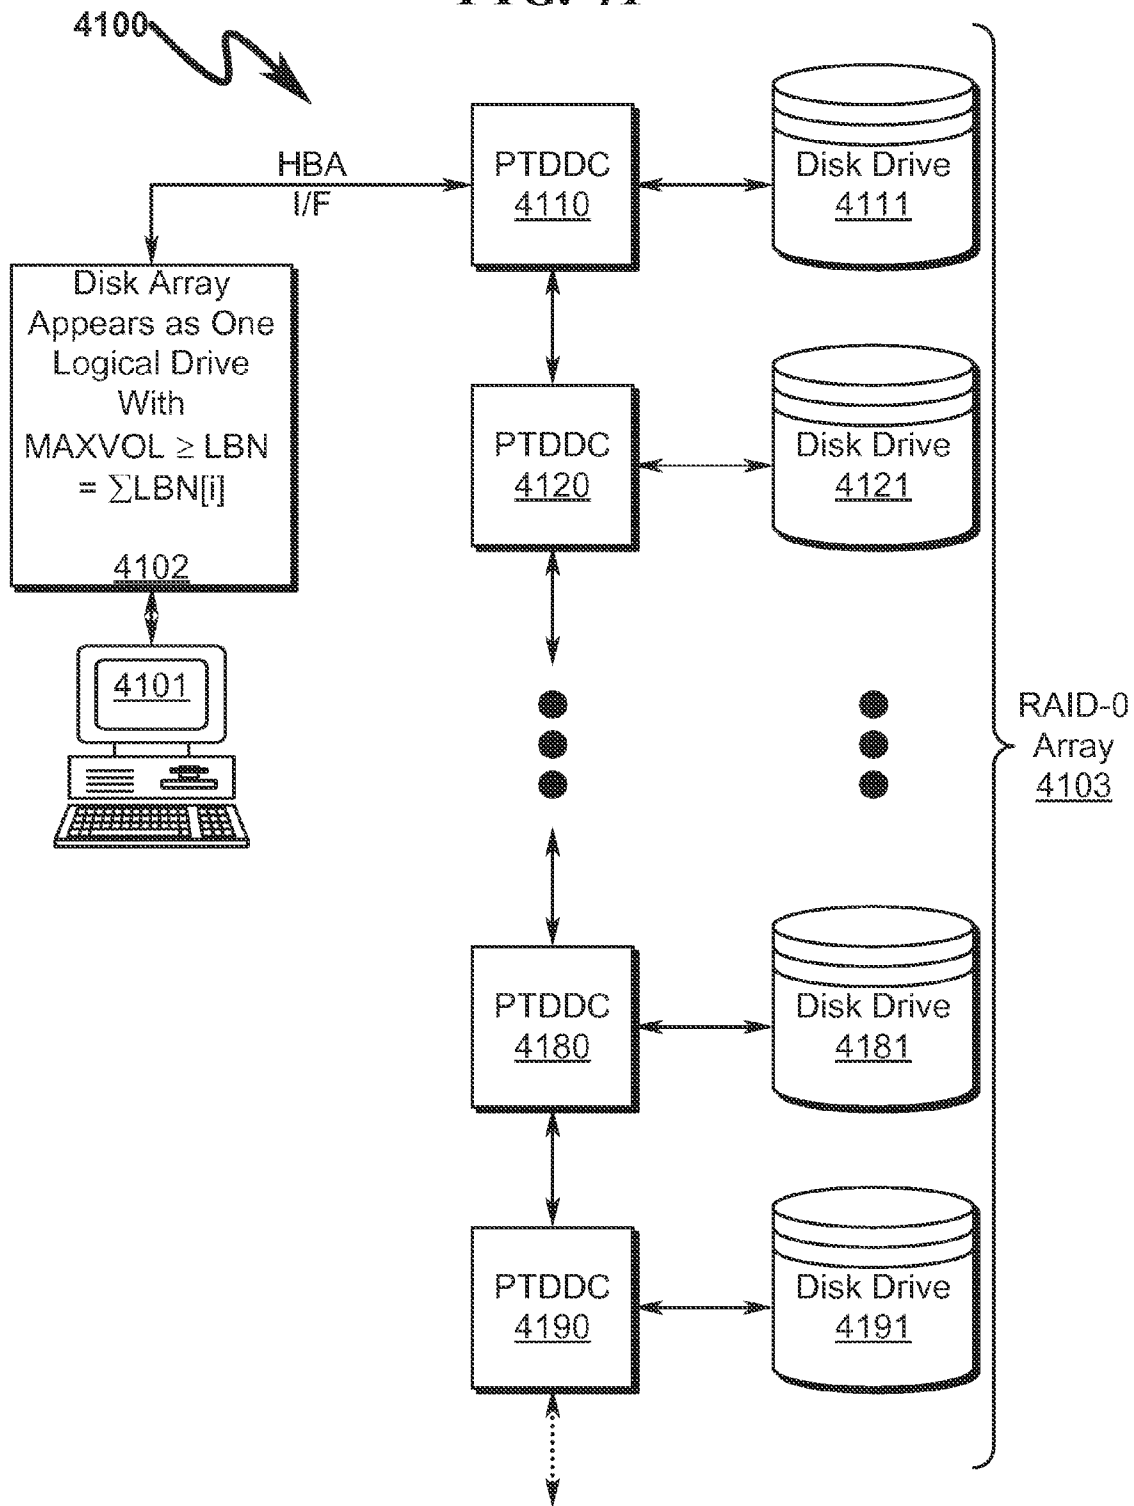 4100
HBA
I/F
PTDDC
4110
Disk Drive
4111
Disk Array
Appears as One
Logical Drive
With
MAXVOL ≥ LBN
= ∑LBN[i]
4102
PTDDC
4120
Disk Drive
4121
4101
RAID-0
Array
4103
PTDDC
4180
Disk Drive
4181
PTDDC
4190
Disk Drive
4191